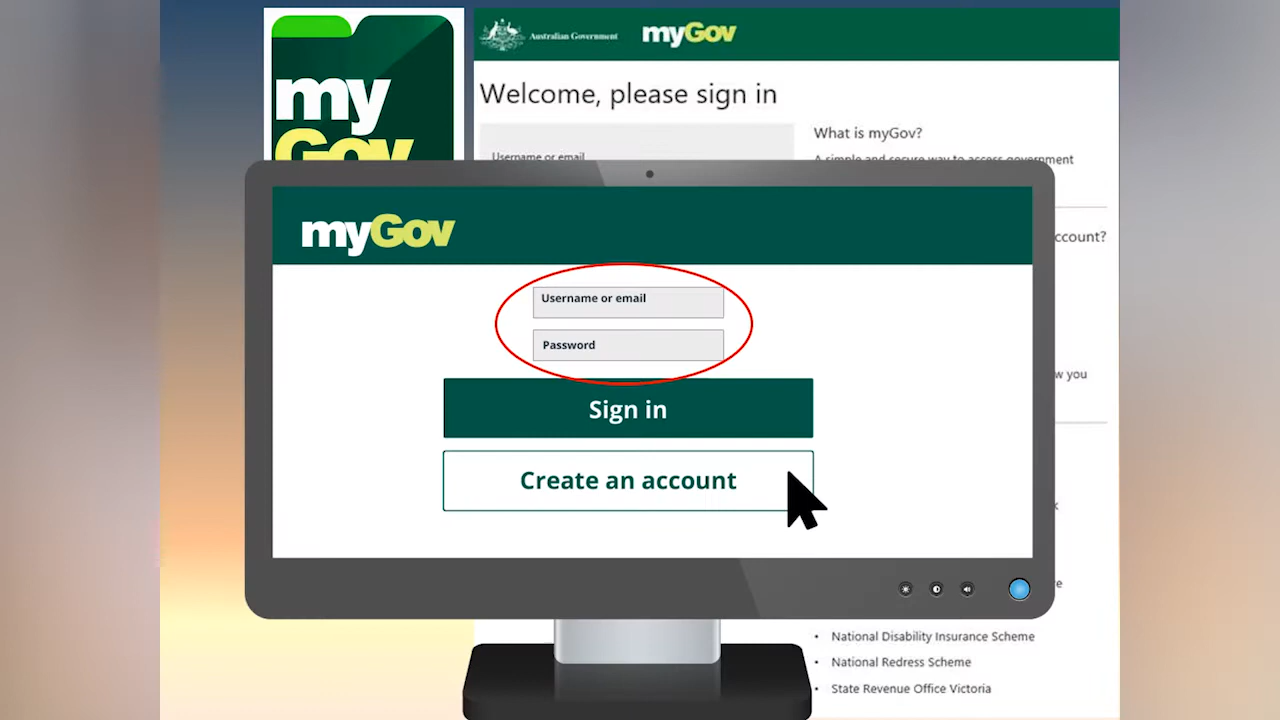 my
Gov
Australian Government
myGov
Welcome, please sign in
Username or email
What is myGov?
A simple and secure way to access government
ccount?
w you
myGov
Username or email
Password
Sign in
Create an account
• National Disability Insurance Scheme
• National Redress Scheme
• State Revenue Office Victoria